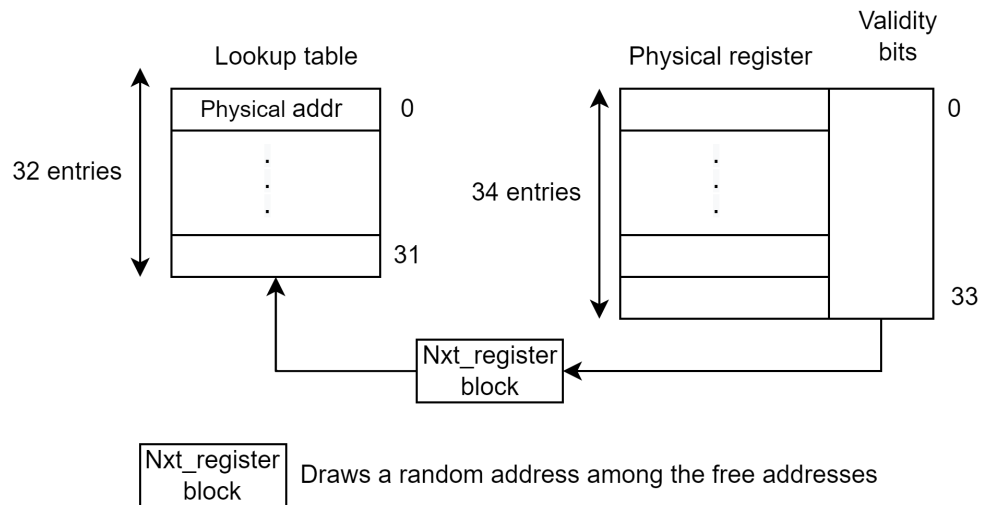 Validity
bits
Lookup table
Physical register
Physical addr
0
0
32 entries
34 entries
31
33
Nxt_register
block
Nxt_register
block
Draws a random address among the free addresses